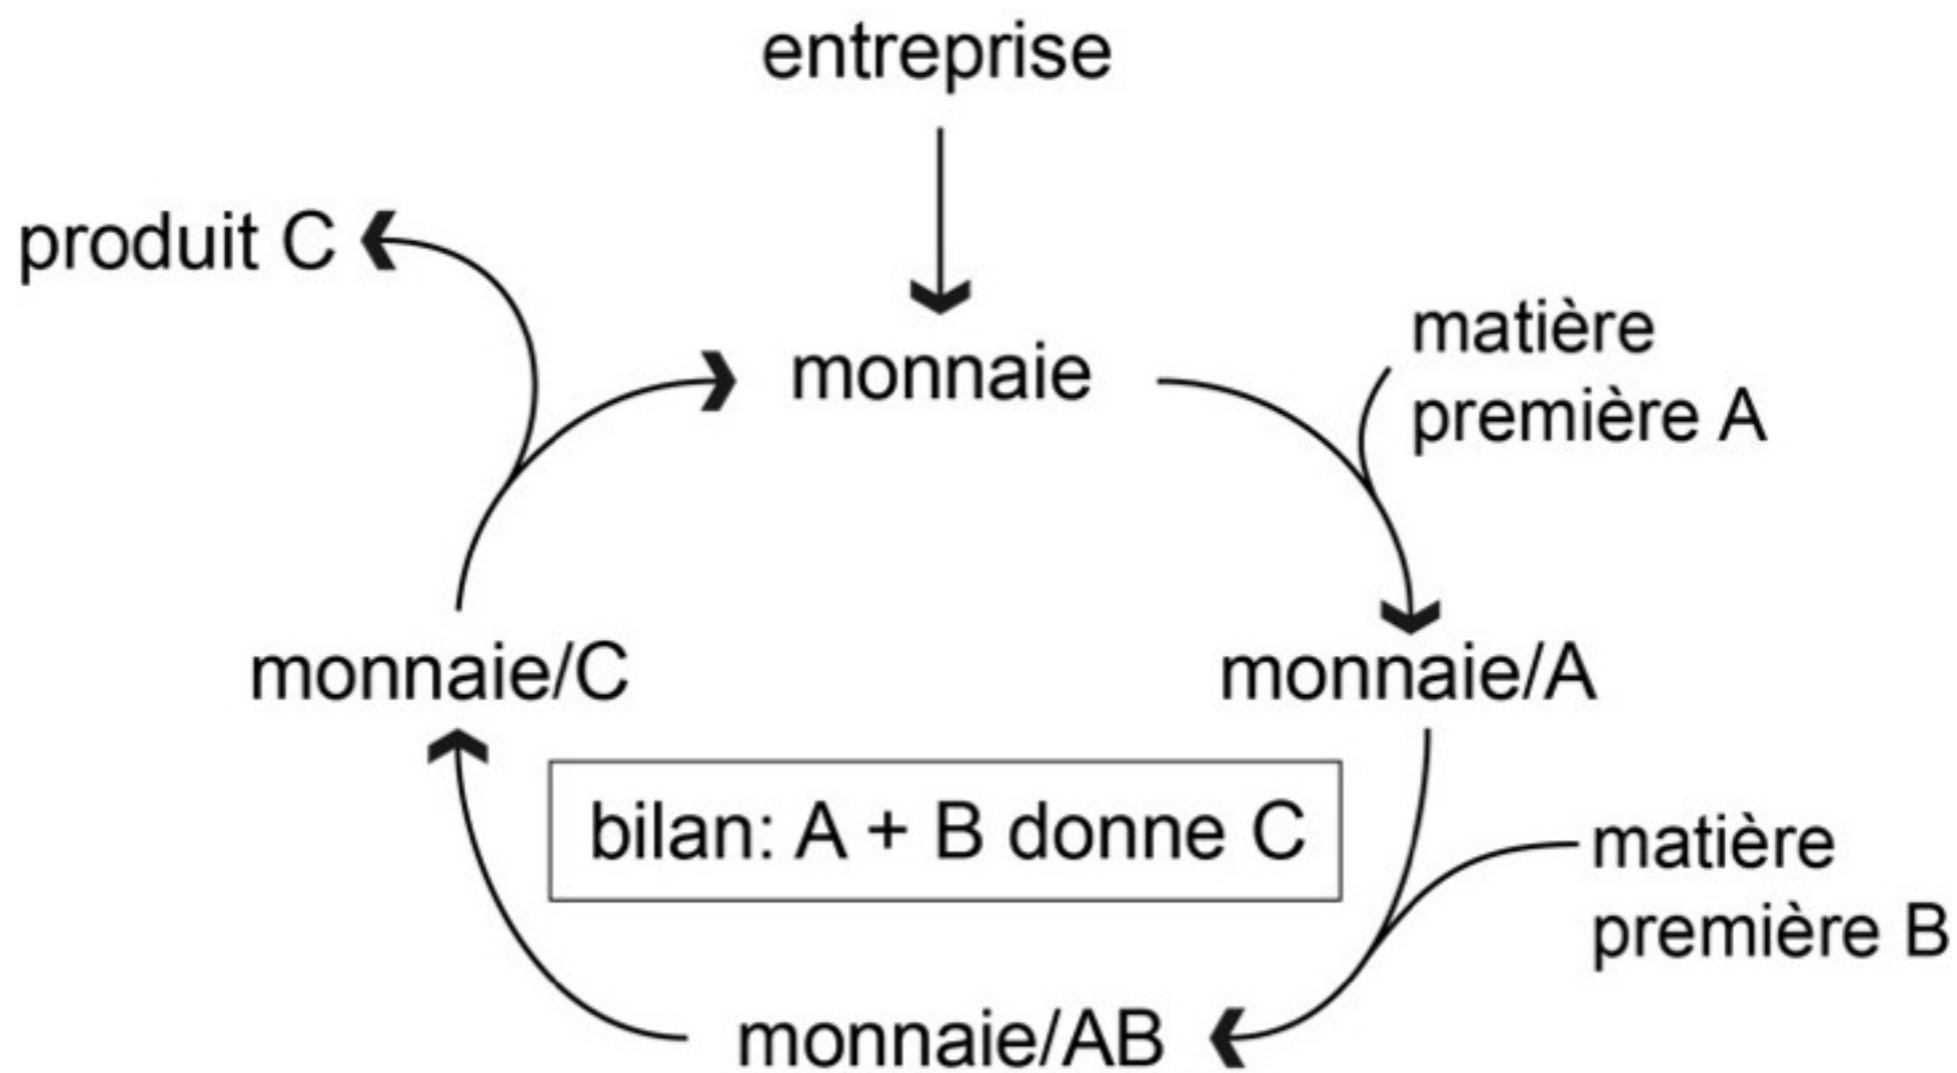 entreprise
produit C
monnaie
matière
première A
monnaie/C
monnaie/A
bilan: A + B donne C
matière
première B
monnaie/AB